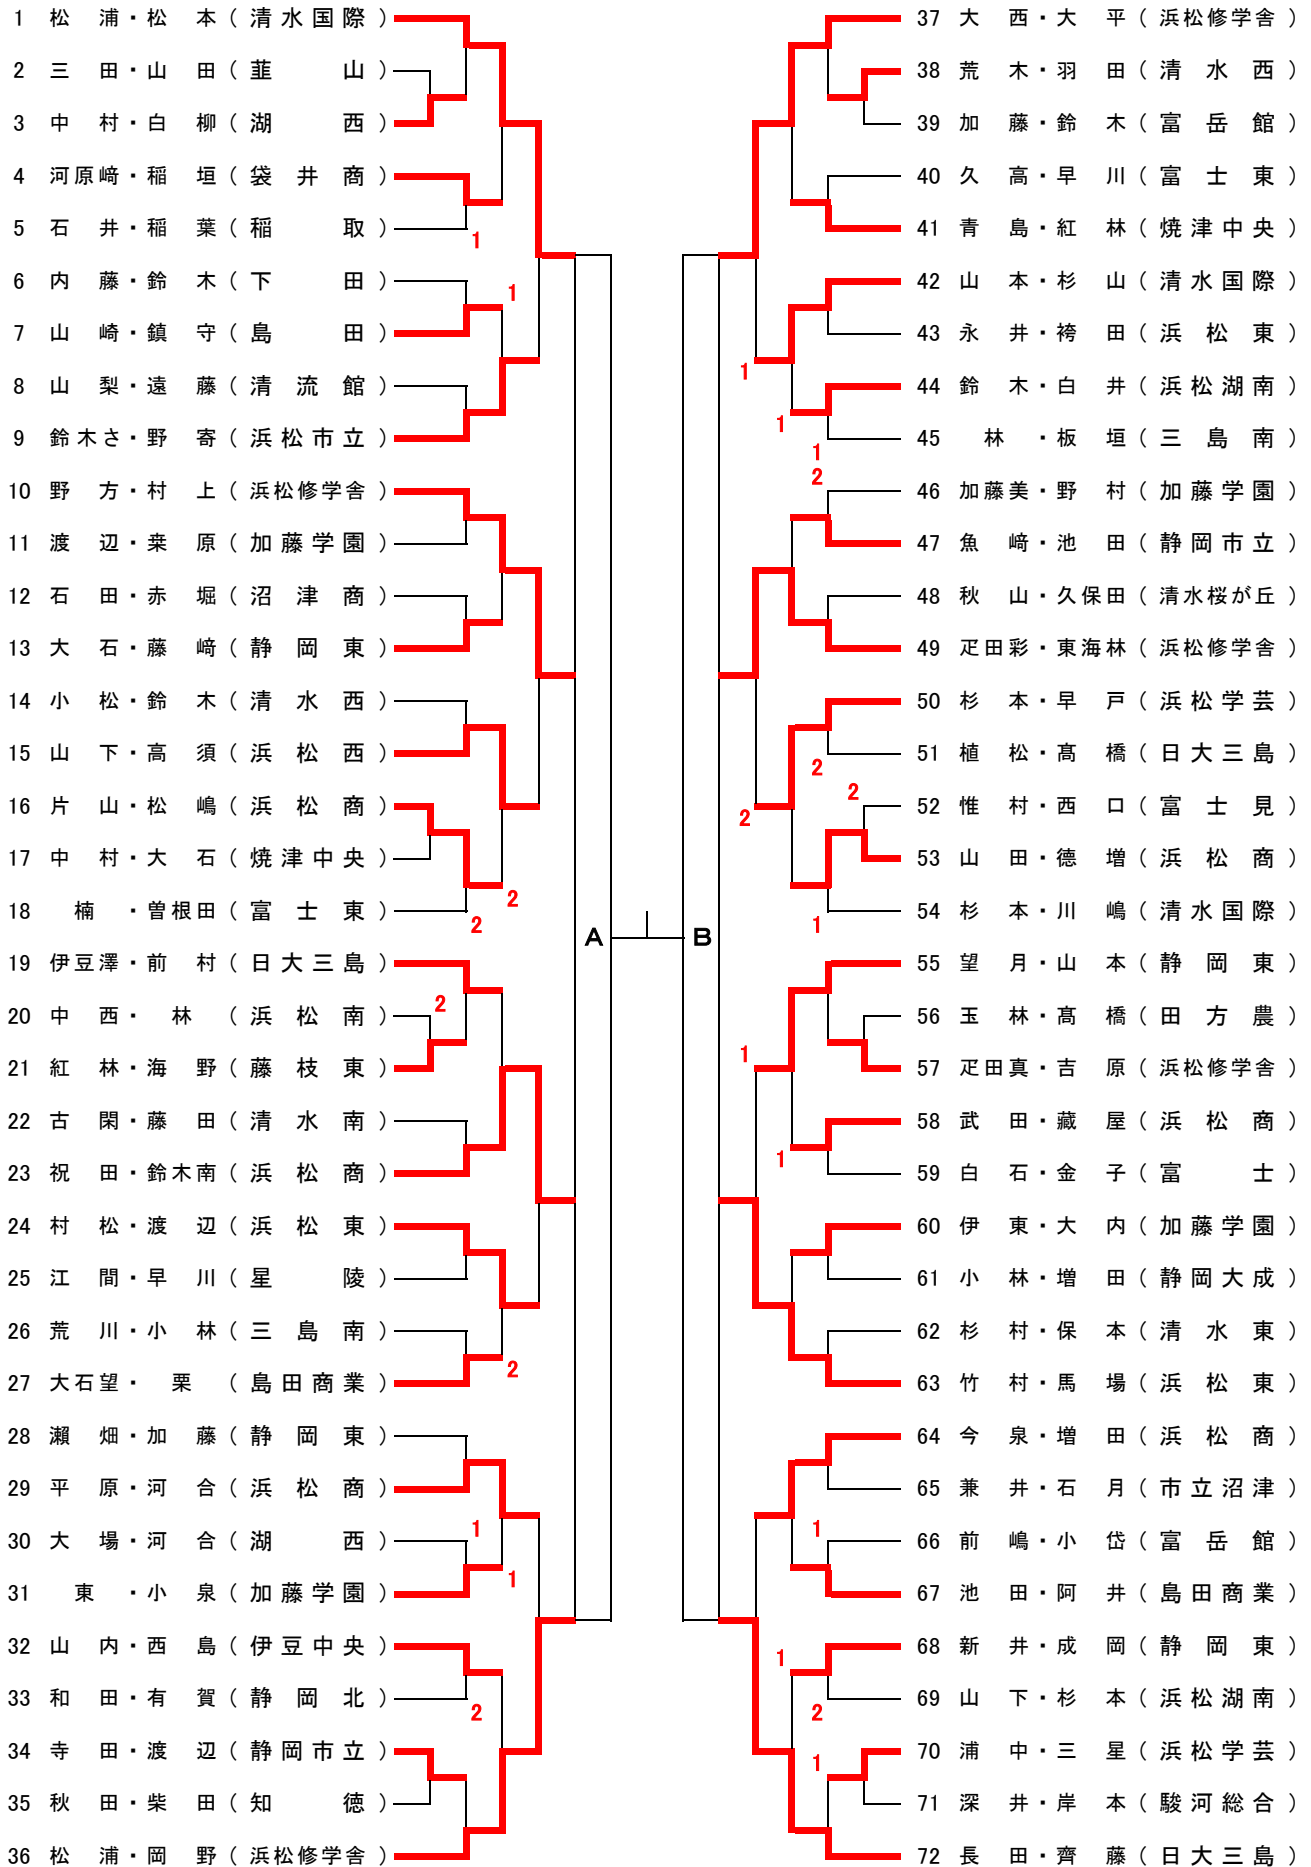 1 松浦・松本(清水国際)
2 三田・山田(韮山)
3 中村・白柳(湖西)
4 河原﨑・稲垣(袋井商)
5 石井・稲葉(稲取)
1
6 内藤・鈴木(下田)
1
7 山崎・鎮守(島田)
8 山梨・遠藤(清流館)
9 鈴木さ・野寄(浜松市立)
10 野方・村上(浜松修学舎)
11 渡辺・桒原(加藤学園)
12 石田・赤堀(沼津商)
13 大石・藤﨑(静岡東)
14 小松・鈴木(清水西)
15 山下・高須(浜松西)
16 片山・松嶋(浜松商)
17 中村・大石(焼津中央)
18 楠・曽根田(富士東)
2
2
19 伊豆澤・前村(日大三島)
2
20 中西・林(浜松南)
21 紅林・海野(藤枝東)
22 古閑・藤田(清水南)
23 祝田・鈴木南(浜松商)
24 村松・渡辺(浜松東)
25 江間・早川(星陵)
26 荒川・小林(三島南)
2
27 大石望・栗(島田商業)
28 瀬畑・加藤(静岡東)
29 平原・河合(浜松商)
1
30 大場・河合(湖西)
1
31 東・小泉(加藤学園)
32 山内・西島(伊豆中央)
33 和田・有賀(静岡北)
2
34 寺田・渡辺(静岡市立)
35 秋田・柴田(知徳)
36 松浦・岡野(浜松修学舎)
A
B
37 大西・大平(浜松修学舎)
38 荒木・羽田(清水西)
39 加藤・鈴木(富岳館)
40 久高・早川(富士東)
41 青島・紅林(焼津中央)
42 山本・杉山(清水国際)
43 永井・袴田(浜松東)
1
44 鈴木・白井(浜松湖南)
1
45 林・板垣(三島南)
1
2
46 加藤美・野村(加藤学園)
47 魚﨑・池田(静岡市立)
48 秋山・久保田(清水桜が丘)
49 疋田彩・東海林(浜松修学舎)
50 杉本・早戸(浜松学芸)
51 植松・髙橋(日大三島)
2
2
52 惟村・西口(富士見)
2
53 山田・德増(浜松商)
54 杉本・川嶋(清水国際)
1
55 望月・山本(静岡東)
56 玉林・髙橋(田方農)
1
57 疋田真・吉原(浜松修学舎)
58 武田・藏屋(浜松商)
1
59 白石・金子(富士)
60 伊東・大内(加藤学園)
61 小林・増田(静岡大成)
62 杉村・保本(清水東)
63 竹村・馬場(浜松東)
64 今泉・増田(浜松商)
65 兼井・石月(市立沼津)
1
66 前嶋・小岱(富岳館)
67 池田・阿井(島田商業)
68 新井・成岡(静岡東)
1
69 山下・杉本(浜松湖南)
2
70 浦中・三星(浜松学芸)
1
71 深井・岸本(駿河総合)
72 長田・齊藤(日大三島)